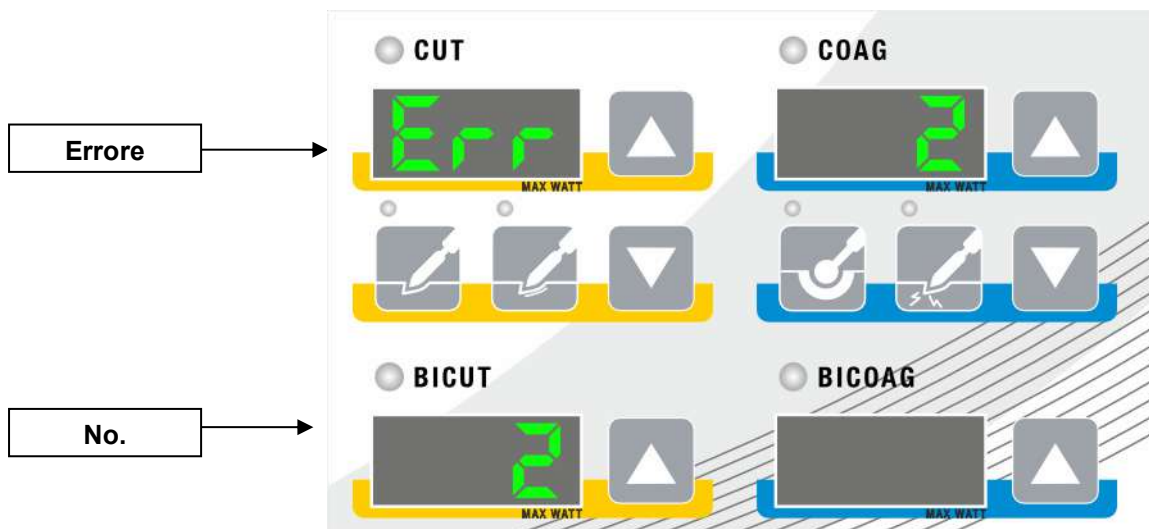 CUT
COAG
Errore
Err
2
MAX WATT
MAX WATT
BICUT
BICOAG
No.
2
MAX WATT
MAX WATT